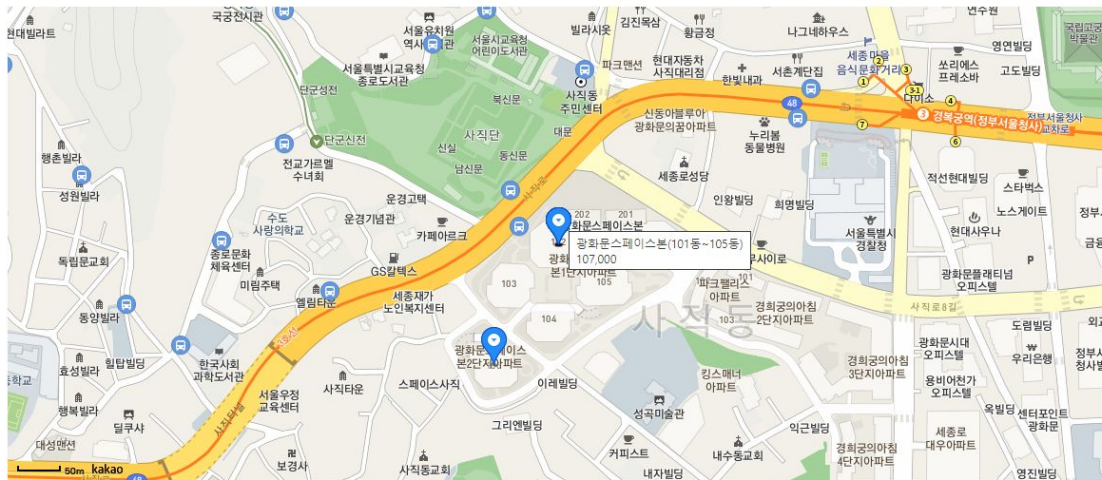 현대빌라트
국궁전시관
서울유치원
역사
서울시교육청
어린이도서관
빌라시옷
김진목삼
황금정
나그네하우스
연수원
국립고궁
박물관
서울특별시교육청
종로도서관
파크맨션
현대자동차
사직대리점
한빛내과
서촌계단집
세종마을
음식문화거리
쏘리에스
프레소바
영연빌딩
고도빌딩
단군성전
북신문
사직동
주민센터
48
1
2
3
3-1
다이소
4
단군신전
사직단
대문
신동아블루아
광화문의꿈아파트
7
3 경복궁역(정부서울청사)
6
정부서울청사
교차로
행촌빌라
전교가르멜
수녀회
신실
동신문
남신문
누리봄
동물병원
성원빌라
운경고택
사직로
세종로성당
적선현대빌딩
스타벅스
수도
사랑의학교
운경기념관
카페아르크
202
201
광화문스페이스본
인왕빌딩
희명빌딩
서울특별시
경찰청
현대사우나
노스게이트
독립문교회
종로문화
체육센터
GS칼텍스
광화문스페이스본(101동~105동)
107,000
미림주택
본1단지아파트
103
105
101
파크팰리스
아파트
광화문플래티넘
오피스텔
엘림타운
세종재가
노인복지센터
동양빌라
104
103
사직동
경희궁의아침
2단지아파트
사직로8길
도렴빌딩
3호선
힐탑빌딩
한국사회
과학도서관
광화문스페이스
본2단지아파트
광화문시대
오피스텔
우리은행
효성빌라
사직타운
스페이스사직
이레빌딩
킹스매너
아파트
경희궁의아침
3단지아파트
용비어천가
오피스텔
행복빌라
서울우정
교육센터
사직터널
성곡미술관
옥빌딩
센터포인트
광화문
딜쿠샤
그리엔빌딩
대성맨션
커피스트
내수동교회
익근빌딩
세종로
대우아파트
보경사
사직동교회
내자빌딩
경희궁의아침
4단지아파트
영진빌딩
50m kakao
48